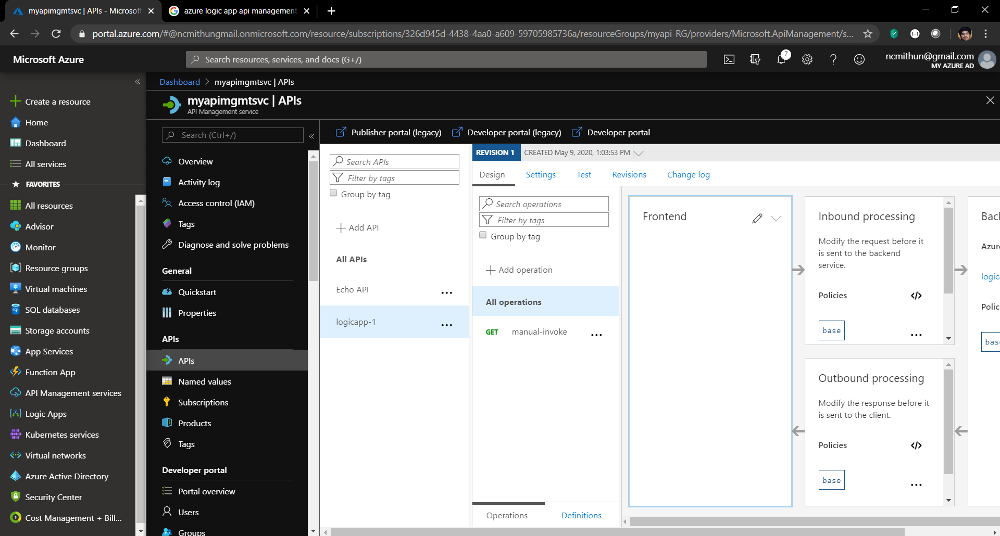 myapimgmtsvc | APIs - Microsoft
azure logic app api management
portal.azure.com/#@ncmithungmail.onmicrosoft.com/resource/subscriptions/326d945d-4438-4aa0-a609-59705985736a/resourceGroups/myapi-RG/providers/Microsoft.ApiManagement/s...
Microsoft Azure
Search resources, services, and docs (G+/)
7
ncmithun@gmail.com
MY AZURE AD
Create a resource
Home
Dashboard
All services
FAVORITES
All resources
Advisor
Monitor
Resource groups
Virtual machines
SQL databases
Storage accounts
App Services
Function App
API Management services
Logic Apps
Kubernetes services
Virtual networks
Azure Active Directory
Security Center
Cost Management + Bill...
Dashboard > myapimgmtsvc | APIs
myapimgmtsvc | APIs
API Management service
Search (Ctrl+/)
Overview
Activity log
Access control (IAM)
Tags
Diagnose and solve problems
General
Quickstart
Properties
APIs
APIs
Named values
Subscriptions
Products
Tags
Developer portal
Portal overview
Users
Groups
Publisher portal (legacy)
Developer portal (legacy)
Developer portal
Search APIs
Filter by tags
Group by tag
Add API
All APIs
Echo API
logicapp-1
REVISION 1
CREATED May 9, 2020, 1:03:53 PM
Design
Settings
Test
Revisions
Change log
Search operations
Filter by tags
Group by tag
Add operation
All operations
GET manual-invoke
Operations
Definitions
Frontend
Inbound processing
Modify the request before it
is sent to the backend
service.
Policies
base
Outbound processing
Modify the response before it
is sent to the client.
Policies
base
Back
Azure
logica
Polic
bas